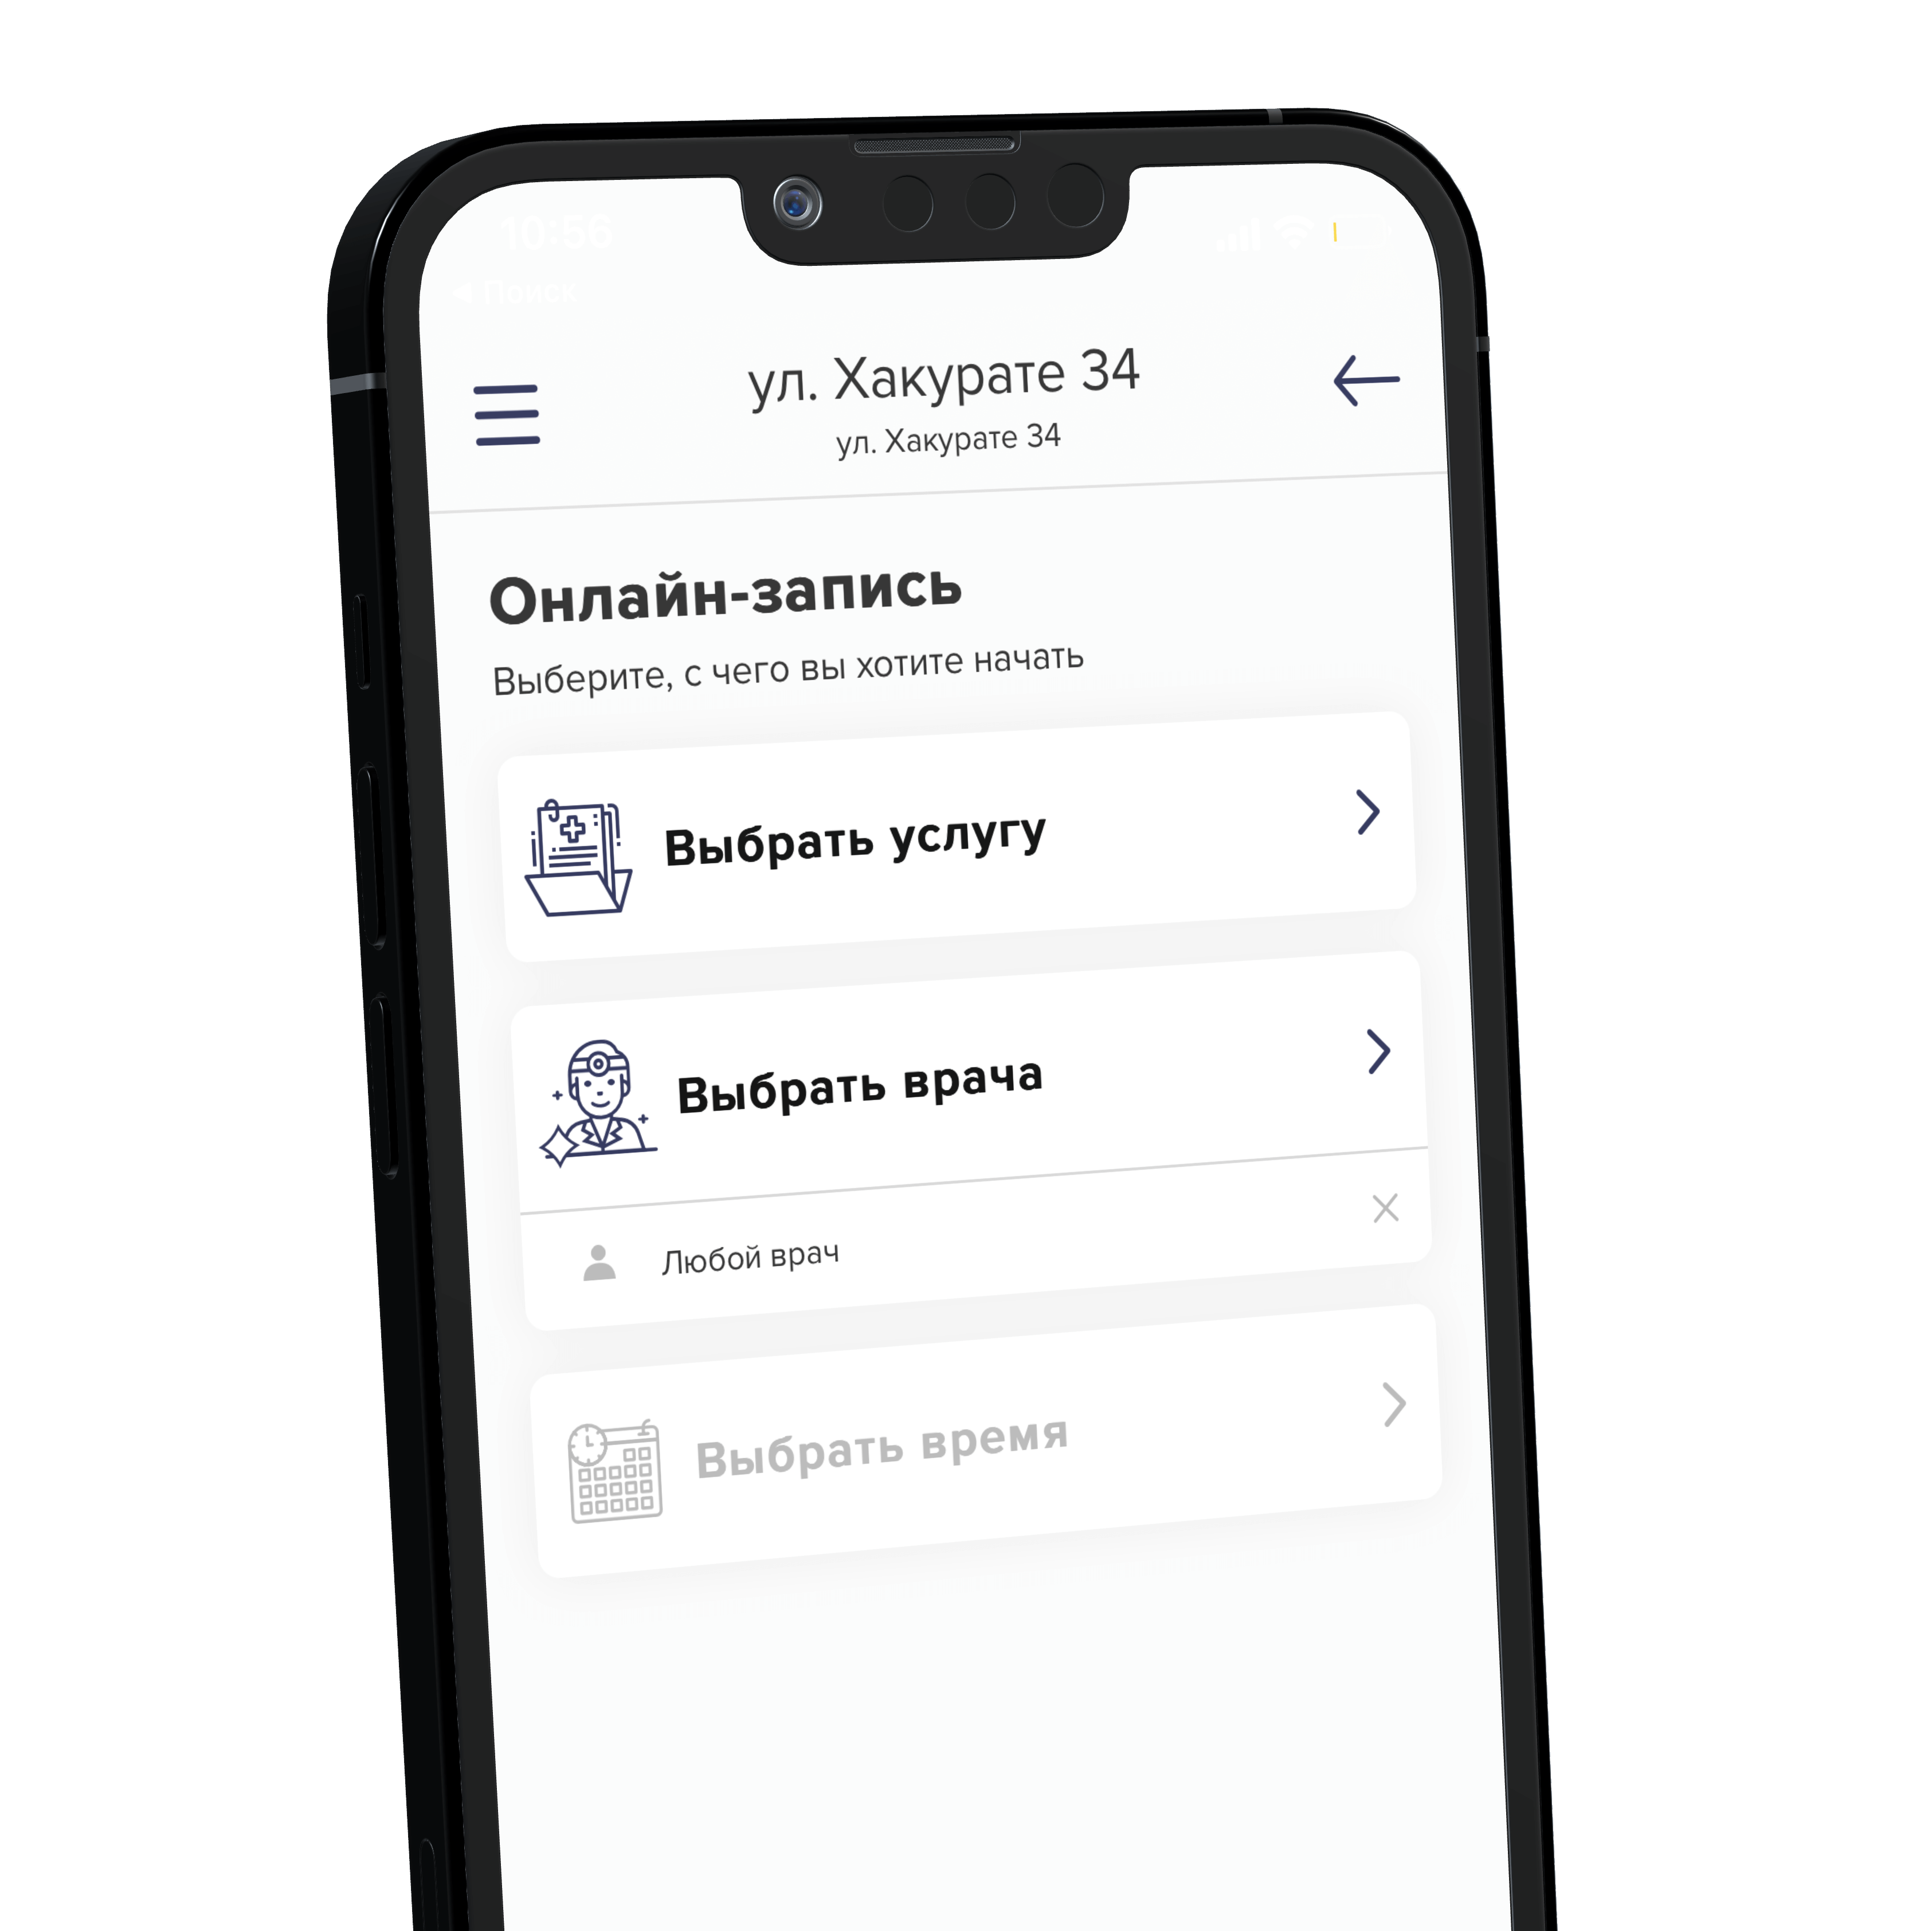 10:56
Поиск
ул. Хакурате 34
ул. Хакурате 34
Онлайн-запись
Выберите, с чего вы хотите начать
Выбрать услугу
Выбрать врача
Любой врач
Выбрать время